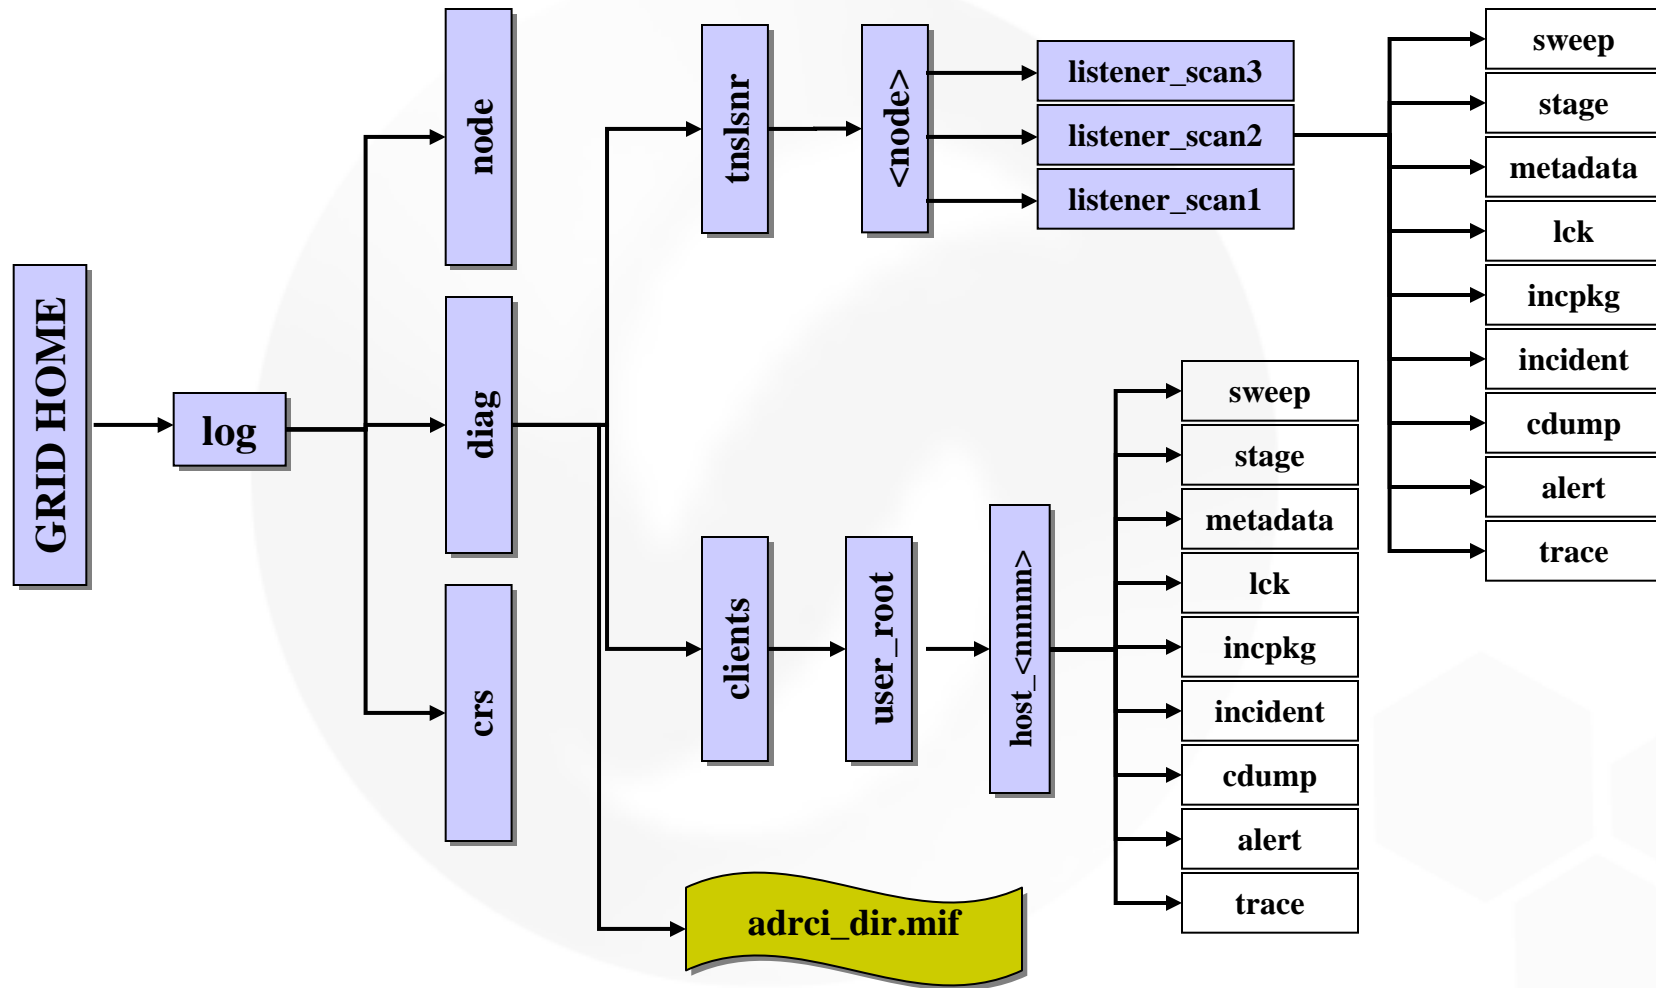 GRID HOME
log
node
diag
crs
tnslsnr
<node>
listener_scan3
listener_scan2
listener_scan1
sweep
stage
metadata
lck
incpkg
incident
cdump
alert
trace
clients
user_root
host_<nnnnn>
sweep
stage
metadata
lck
incpkg
incident
cdump
alert
trace
adrci_dir.mif